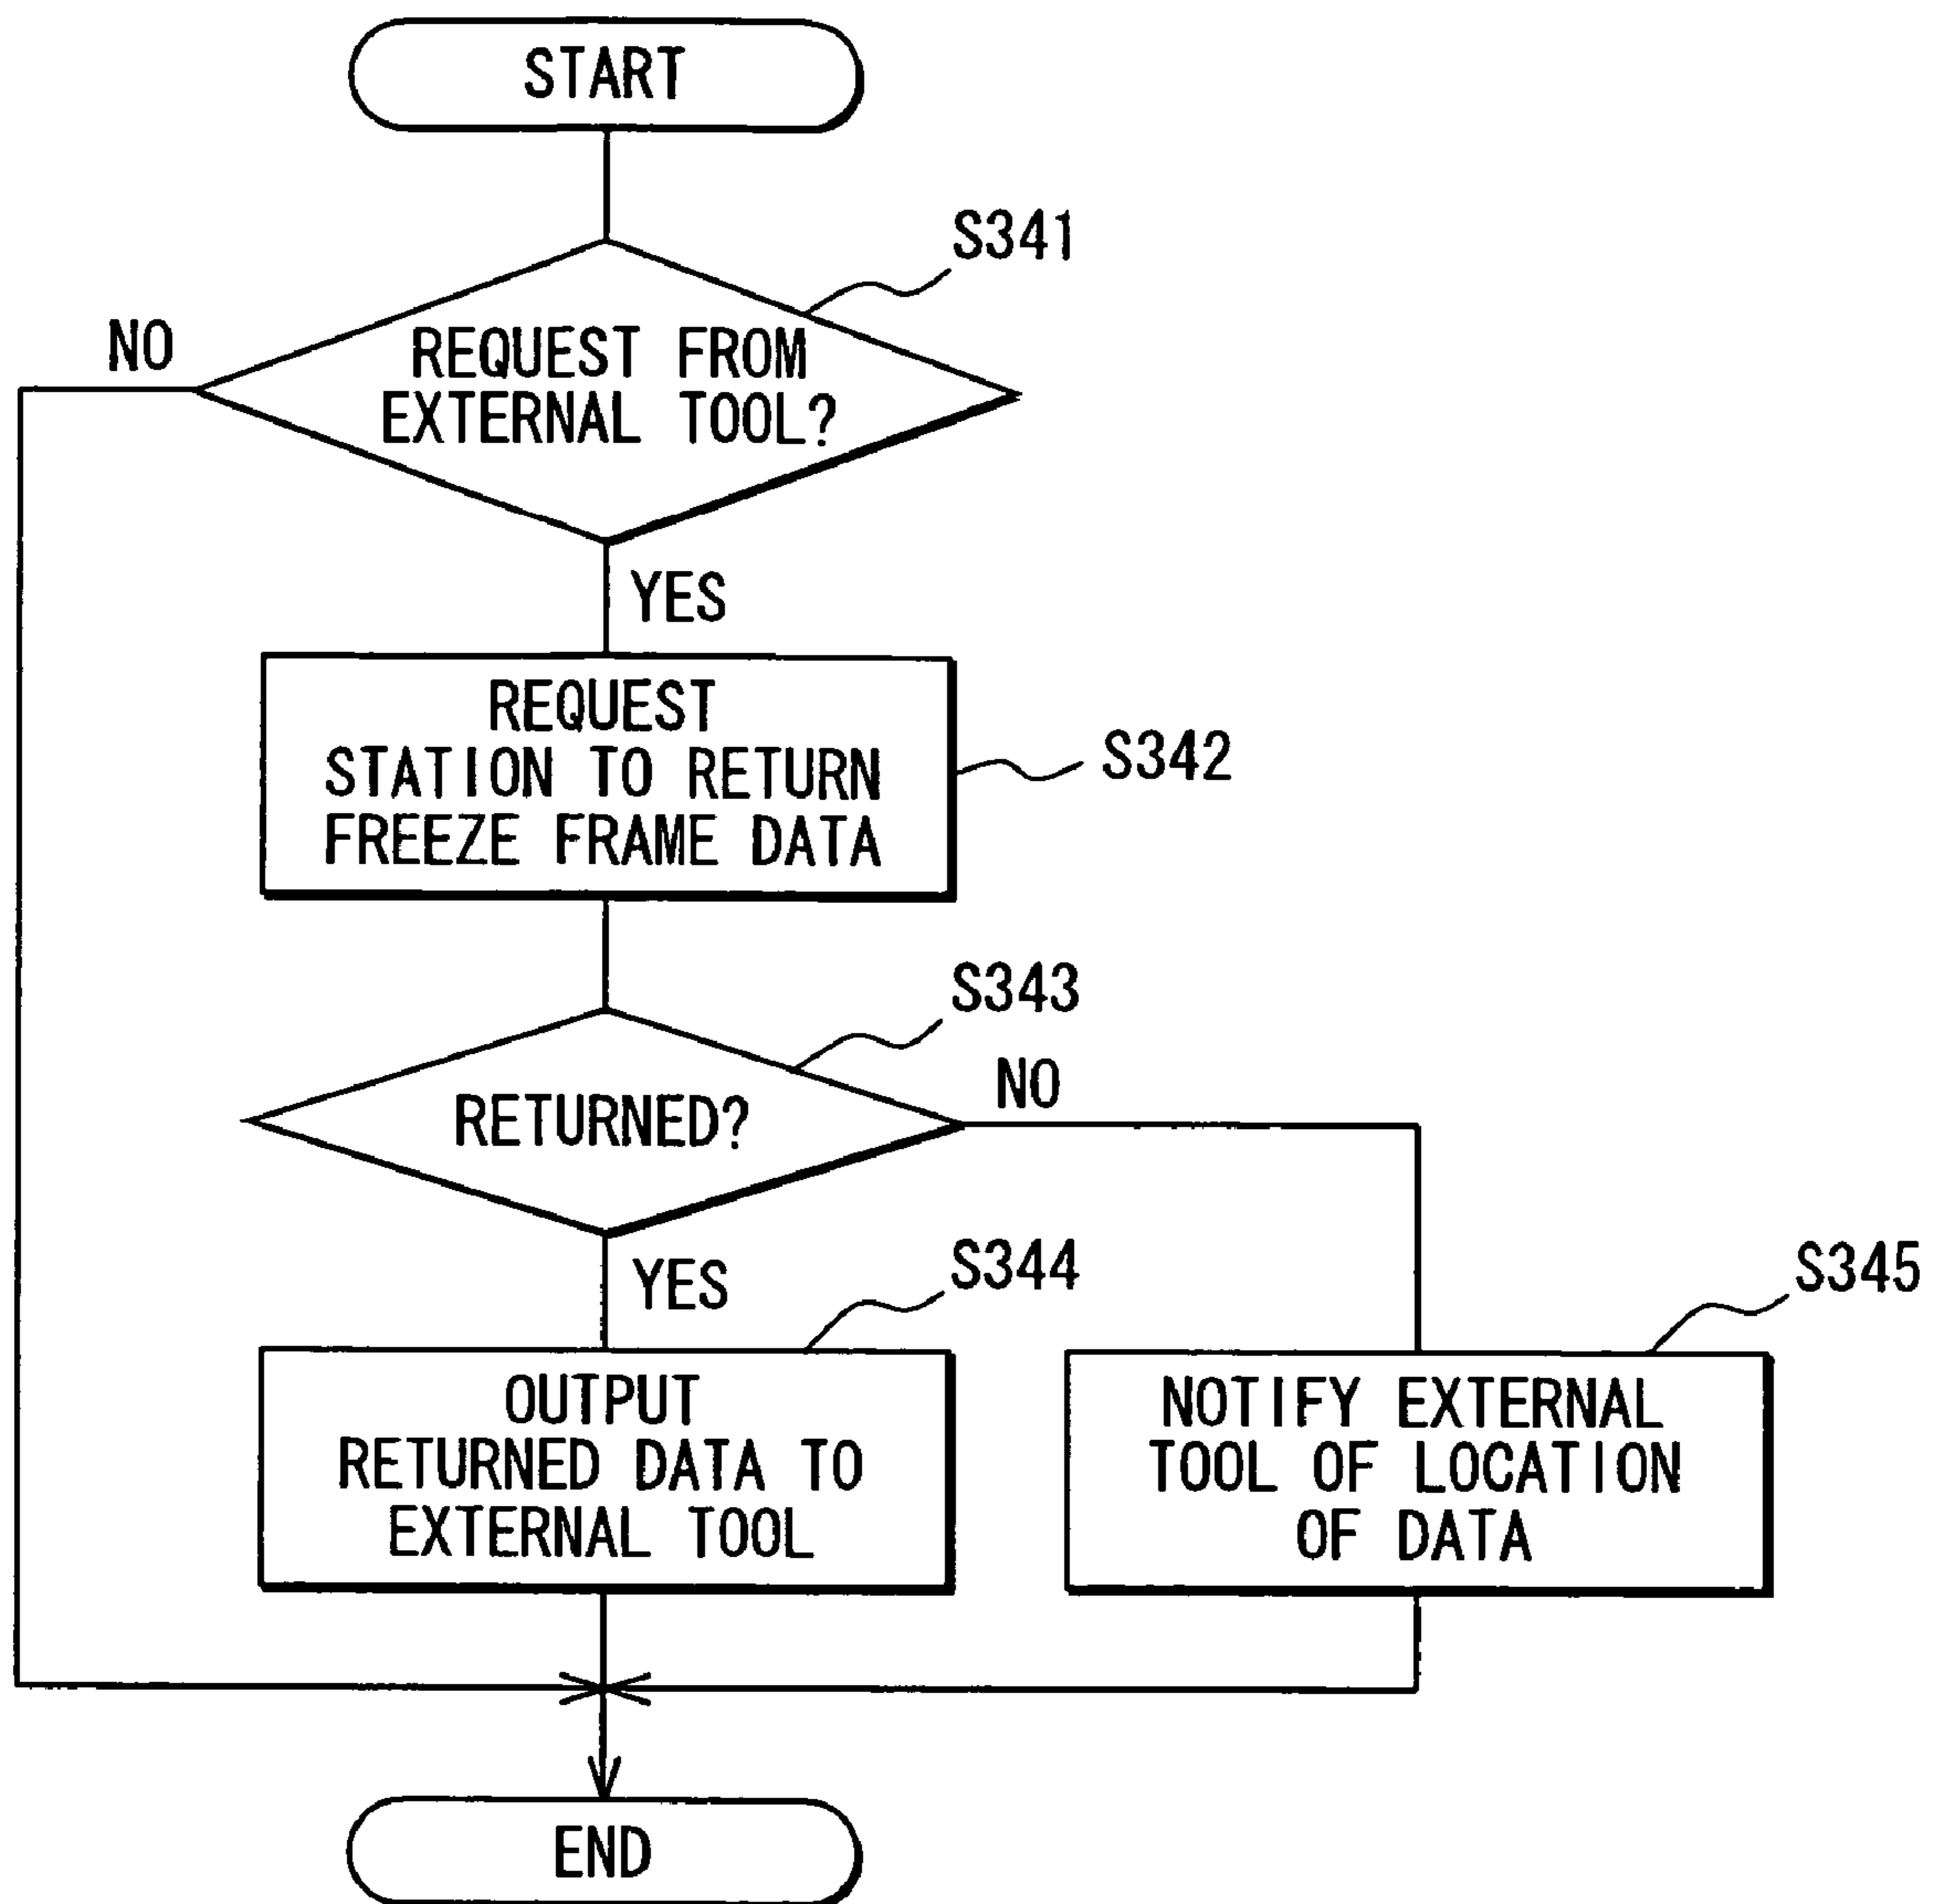 START
S341
NO
REQUEST FROM
EXTERNAL TOOL?
YES
REQUEST
STATION TO RETURN
FREEZE FRAME DATA
S342
S343
NO
RETURNED?
YES
S344
S345
OUTPUT
RETURNED DATA TO
EXTERNAL TOOL
NOTIFY EXTERNAL
TOOL OF LOCATION
OF DATA
END